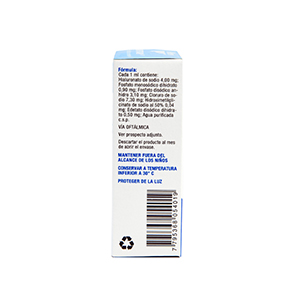 Fórmula:
Cada 1 ml contiene:
Hialuronato de sodio 4,00 mg;
Fosfato monosódico dihidrato
0,90 mg; Fosfato disódico an-
hidro 3,10 mg; Cloruro de so-
dio 7,30 mg; Hidroximetilgli-
cinato de sodio al 50% 0,04
mg; Edetato disódico dihidra-
to 0,50 mg; Agua purificada
c.s.p.
VÍA OFTÁLMICA
Ver prospecto adjunto.
Descartar el producto al mes
de abrir el envase.
MANTENER FUERA DEL
ALCANCE DE LOS NIÑOS
CONSERVAR A TEMPERATURA
INFERIOR A 30° C
PROTEGER DE LA LUZ
7795368054019